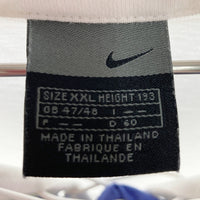 SIZE XXL HEIGHT 193
GB 47/48 I --
F -- D 60
MADE IN THAILAND
FABRIQUE EN
THAILANDE